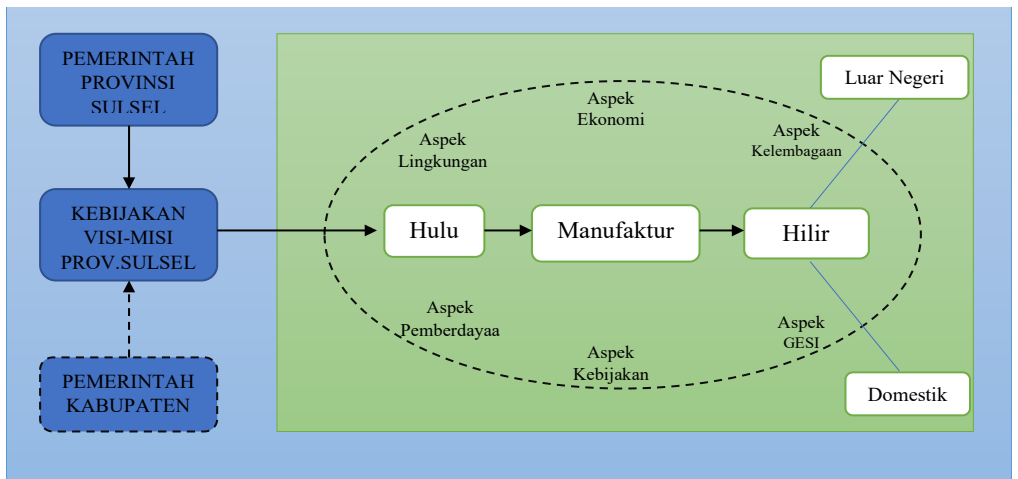 PEMERINTAH
PROVINSI
SULSEL
KEBIJAKAN
VISI-MISI
PROV.SULSEL
PEMERINTAH
KABUPATEN
Luar Negeri
Aspek
Ekonomi
Aspek
Lingkungan
Aspek
Kelembagaan
Hulu
Manufaktur
Hilir
Aspek
Pemberdayaa
Aspek
GESI
Aspek
Kebijakan
Domestik